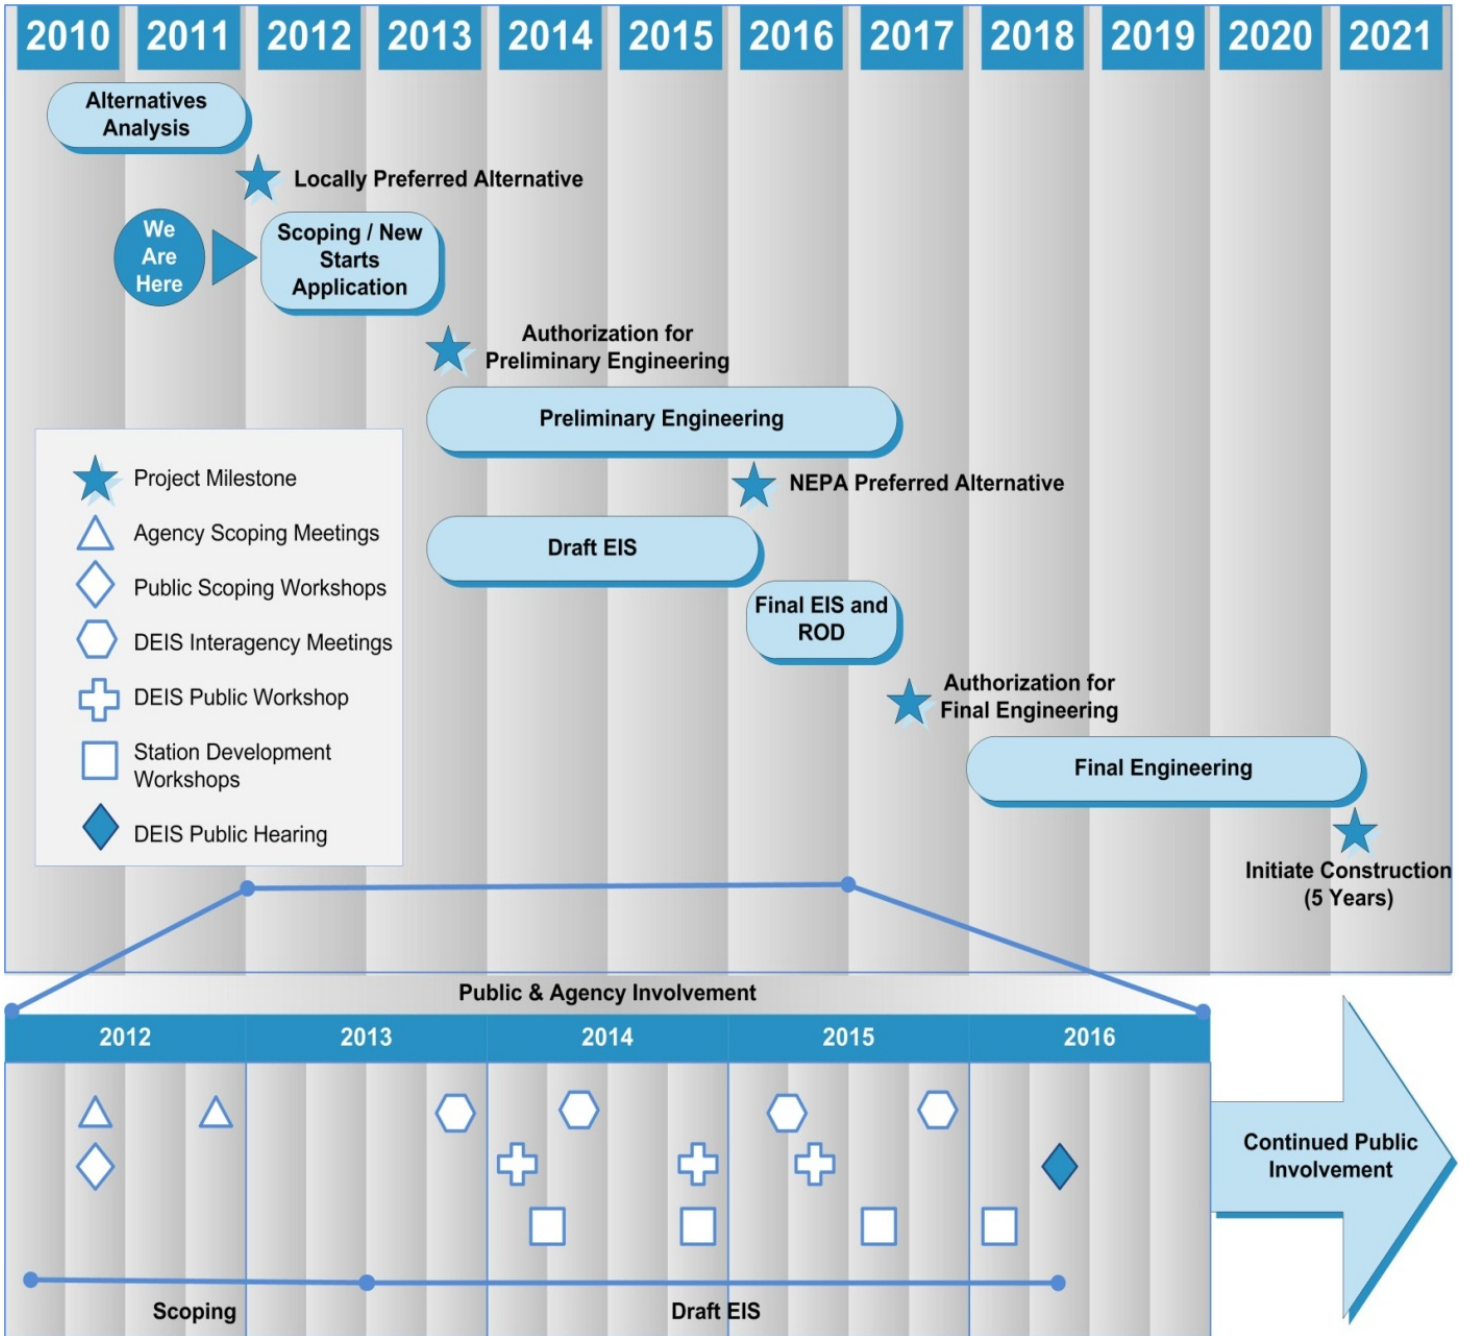 2010 2011 2012 2013 2014 2015 2016 2017 2018 2019 2020 2021
Alternatives
Analysis
Locally Preferred Alternative
We
Are
Here
Scoping / New
Starts
Application
Authorization for
Preliminary Engineering
Preliminary Engineering
NEPA Preferred Alternative
Draft EIS
Final EIS and
ROD
Authorization for
Final Engineering
Final Engineering
Initiate Construction
(5 Years)
Project Milestone
Agency Scoping Meetings
Public Scoping Workshops
DEIS Interagency Meetings
DEIS Public Workshop
Station Development
Workshops
DEIS Public Hearing
Public & Agency Involvement
2012 2013 2014 2015 2016
Continued Public
Involvement
Scoping Draft EIS